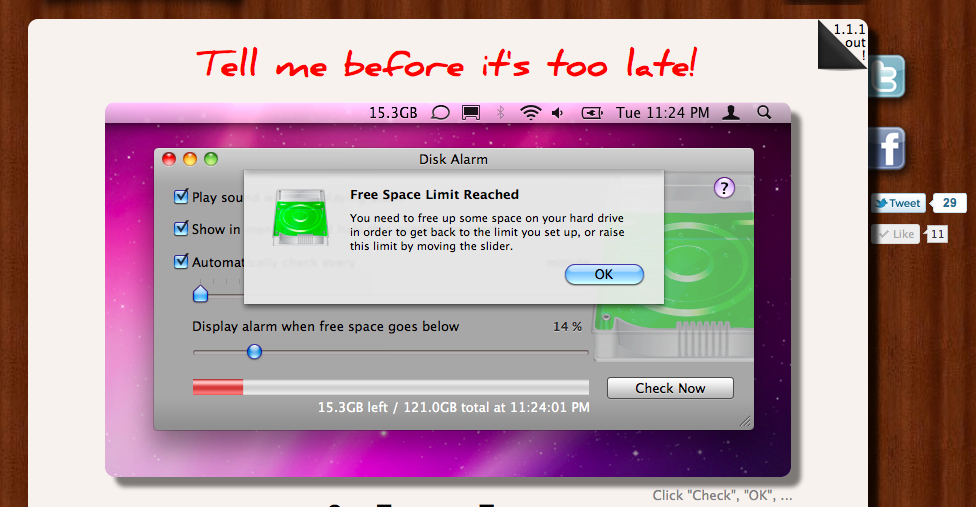 1.1.1
out
!
Tell me before it's too late!
15.3GB Tue 11:24 PM
Disk Alarm
Free Space Limit Reached
?
Play sou
You need to free up some space on your hard drive
in order to get back to the limit you set up, or raise
this limit by moving the slider.
Show in
Automatically check every
OK
Display alarm when free space goes below 14 %
Check Now
15.3GB left / 121.0GB total at 11:24:01 PM
Click "Check", "OK", ...
t
f
Tweet 29
Like 11